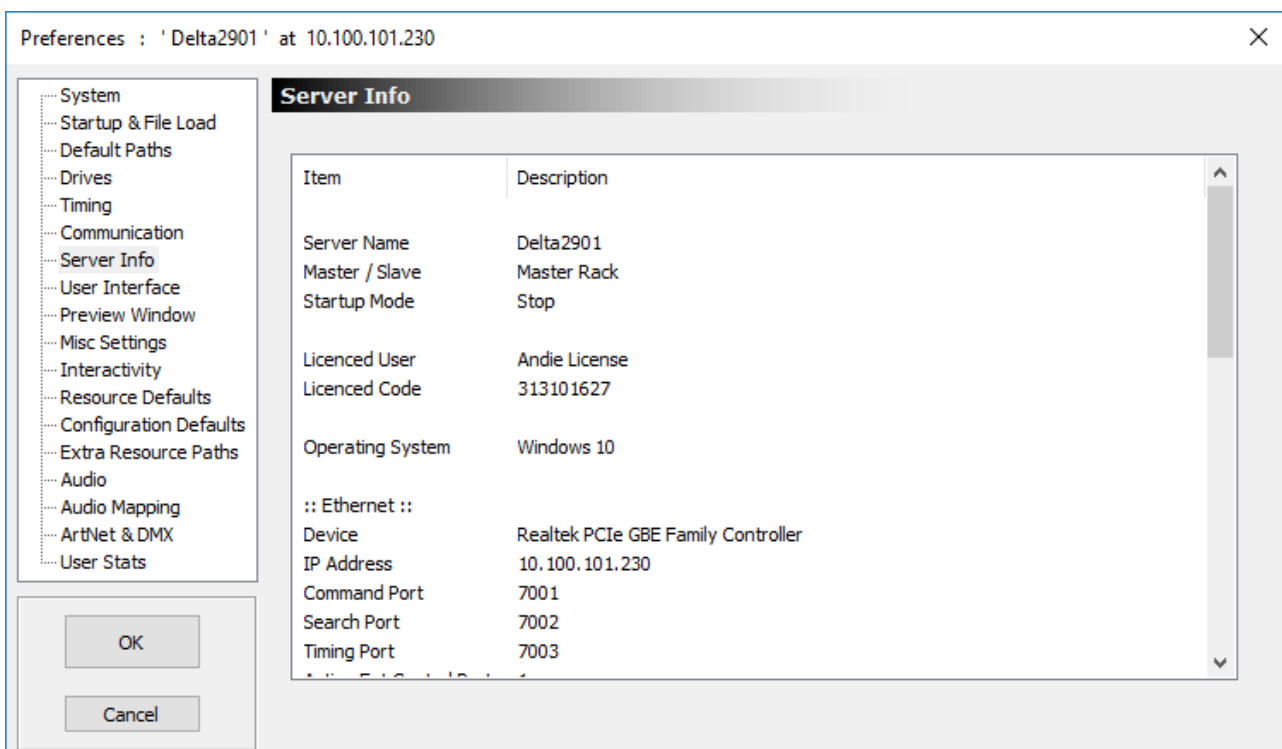 Preferences : ' Delta2901 ' at 10.100.101.230
System
Startup & File Load
Default Paths
Drives
Timing
Communication
Server Info
User Interface
Preview Window
Misc Settings
Interactivity
Resource Defaults
Configuration Defaults
Extra Resource Paths
Audio
Audio Mapping
ArtNet & DMX
User Stats
OK
Cancel
Server Info
Item Description
Server Name Delta2901
Master / Slave Master Rack
Startup Mode Stop
Licenced User Andie License
Licenced Code 313101627
Operating System Windows 10
:: Ethernet ::
Device Realtek PCIe GBE Family Controller
IP Address 10.100.101.230
Command Port 7001
Search Port 7002
Timing Port 7003